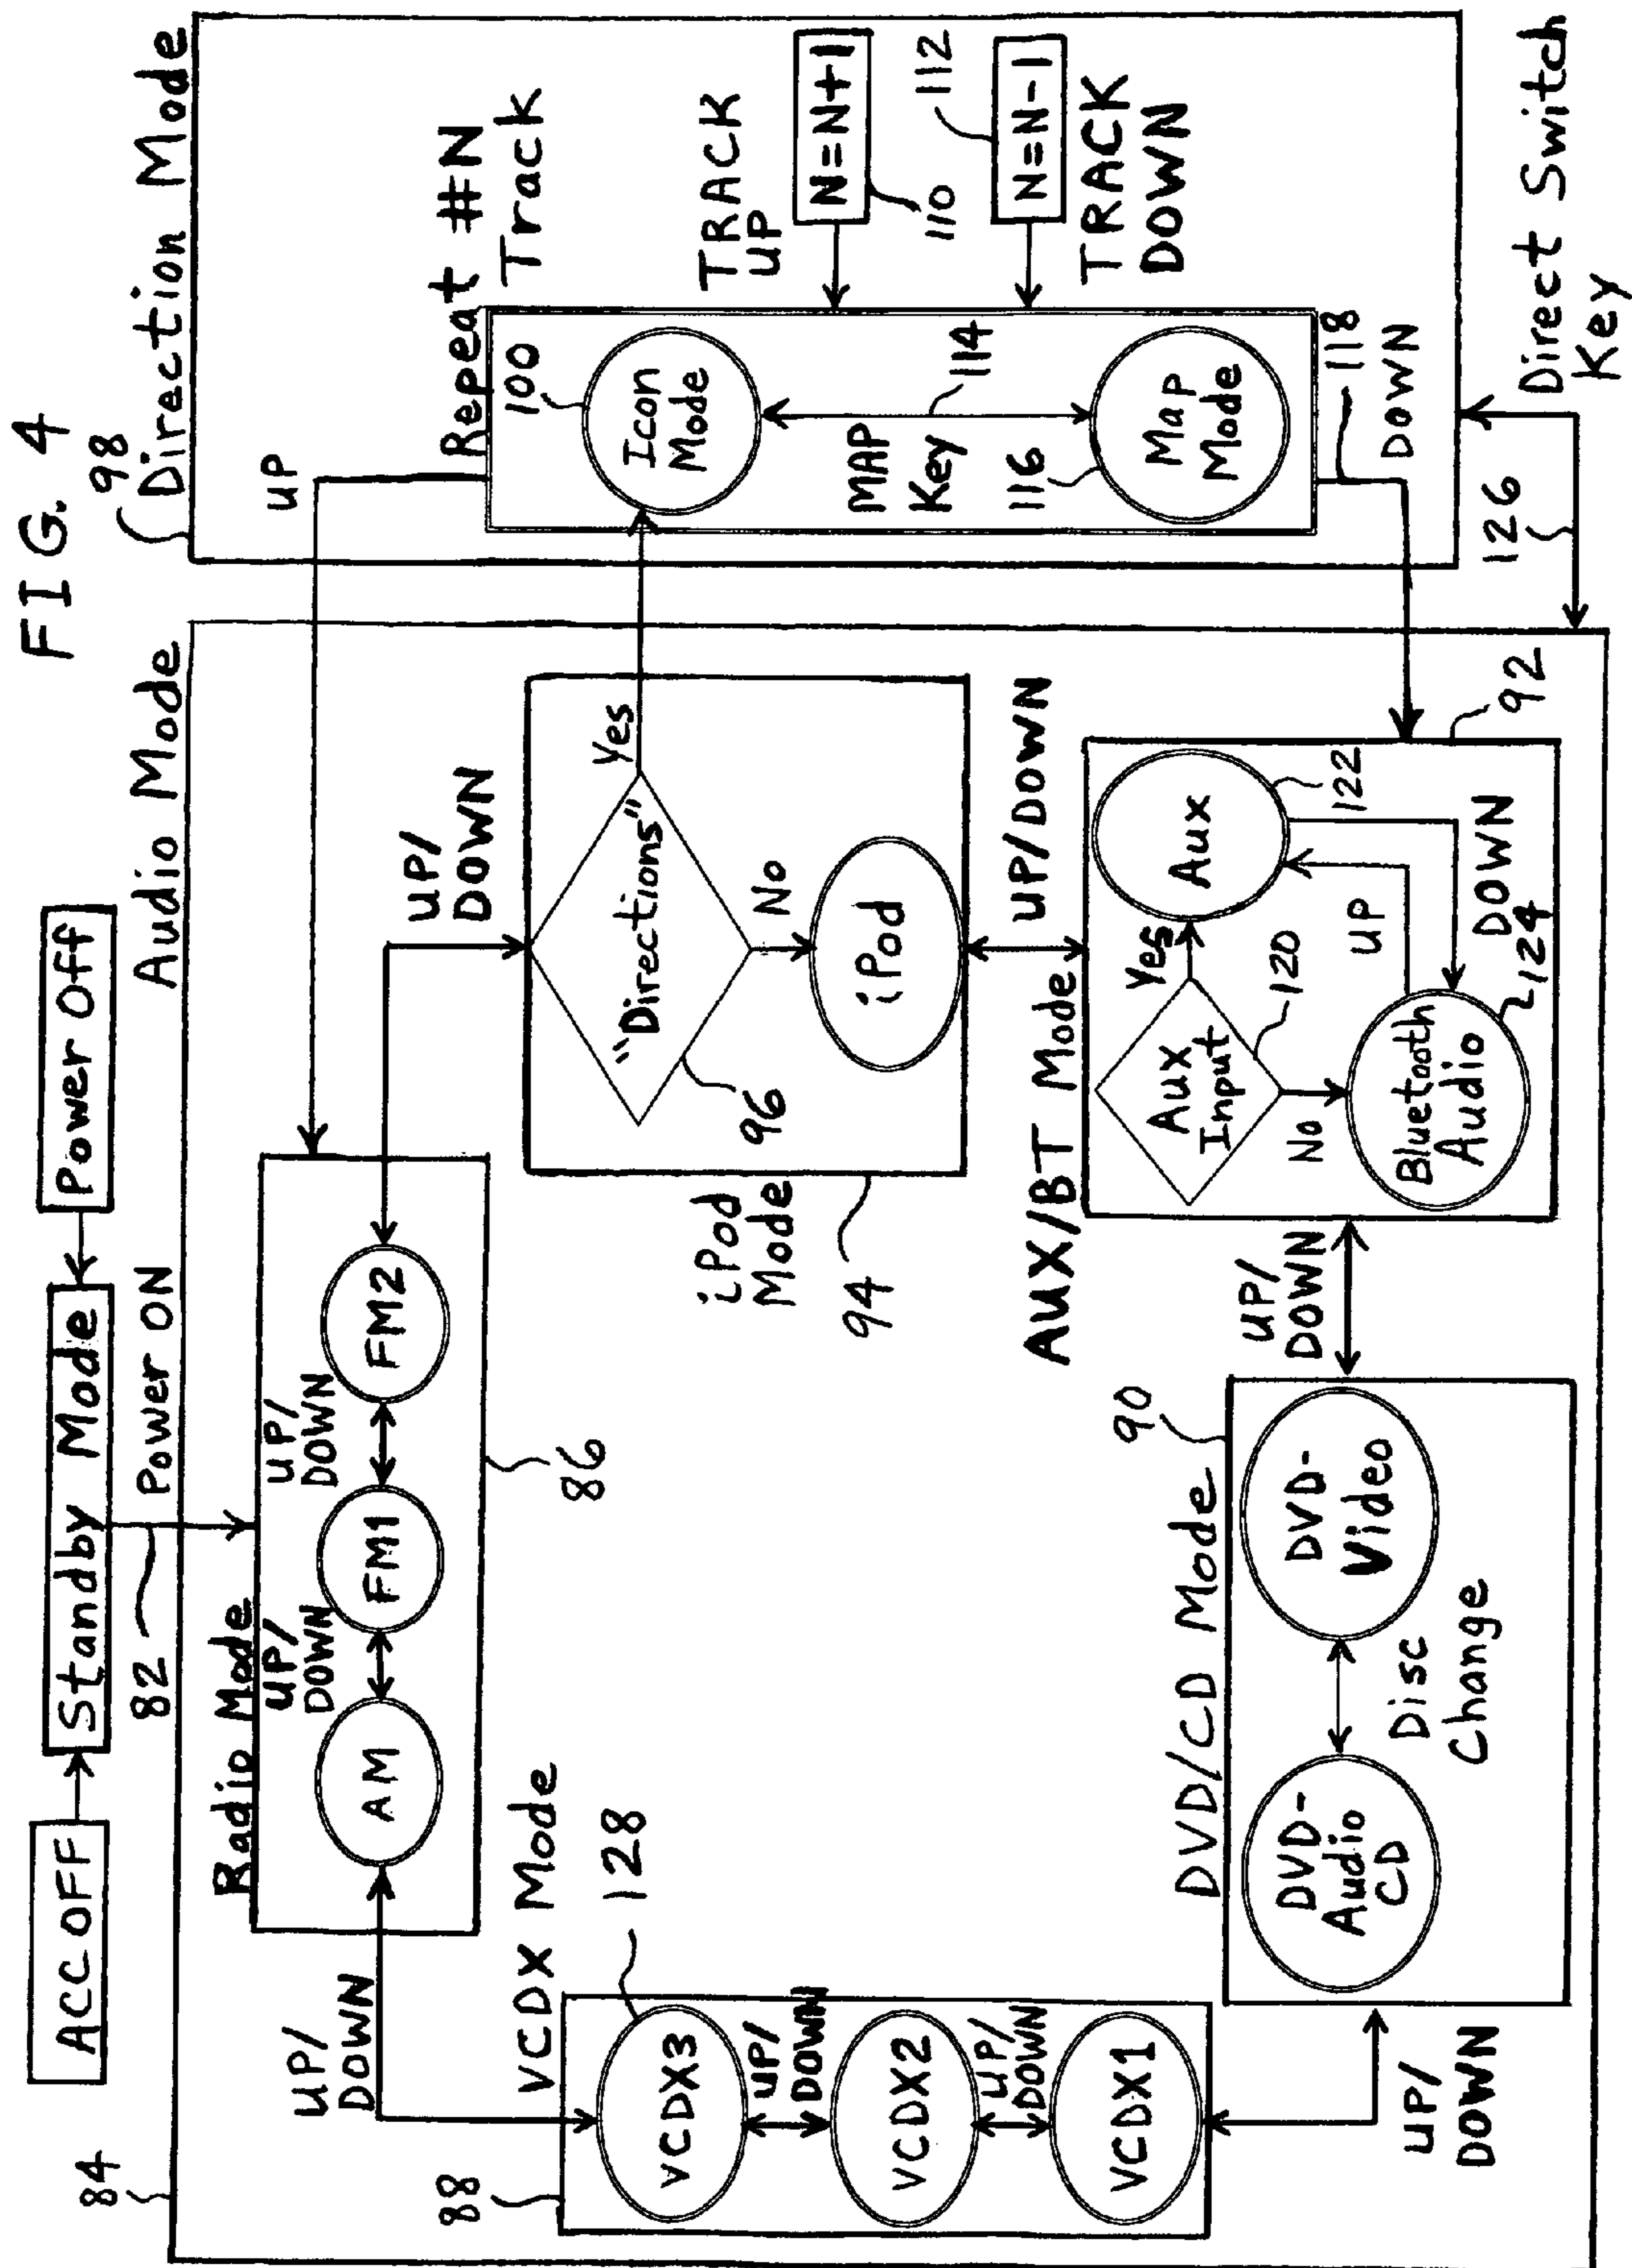 FIG. 4
ACC OFF
Standby Mode
Power Off
82
Power ON
84
Audio Mode
98
Direction Mode
Radio Mode
UP/
DOWN
UP/
DOWN
AM
FM1
FM2
86
UP/
DOWN
UP/
DOWN
UP
VCDX Mode
128
88
VCDX3
UP/
DOWN
VCDX2
UP/
DOWN
VCDX1
UP/
DOWN
iPod
Mode
94
"Directions"
96
Yes
No
iPod
UP/DOWN
AUX/BT Mode
Aux
Input
120
Yes
No
Aux
122
UP
DOWN
Bluetooth
Audio
124
92
UP/
DOWN
DVD/CD Mode
90
DVD-
Audio
CD
Disc
Change
DVD-
Video
Repeat #N
Track
100
Icon
Mode
MAP
Key
114
116
Map
Mode
118
DOWN
TRACK
UP
N=N+1
110
112
N=N-1
TRACK
DOWN
126
Direct Switch
Key